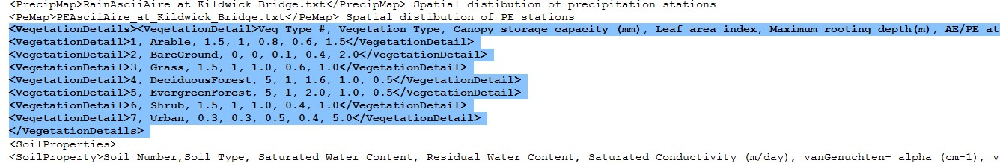 <PrecipMap>RainAsciiAire_at_Kildwick_Bridge.txt</PrecipMap> Spatial distibution of precipitation stations
<PeMap>PEAsciiAire_at_Kildwick_Bridge.txt</PeMap> Spatial distibution of PE stations
<VegetationDetails><VegetationDetail>Veg Type #, Vegetation Type, Canopy storage capacity (mm), Leaf area index, Maximum rooting depth(m), AE/PE at
<VegetationDetail>1, Arable, 1.5, 1, 0.8, 0.6, 1.5</VegetationDetail>
<VegetationDetail>2, BareGround, 0, 0, 0.1, 0.4, 2.0</VegetationDetail>
<VegetationDetail>3, Grass, 1.5, 1, 1.0, 0.6, 1.0</VegetationDetail>
<VegetationDetail>4, DeciduousForest, 5, 1, 1.6, 1.0, 0.5</VegetationDetail>
<VegetationDetail>5, EvergreenForest, 5, 1, 2.0, 1.0, 0.5</VegetationDetail>
<VegetationDetail>6, Shrub, 1.5, 1, 1.0, 0.4, 1.0</VegetationDetail>
<VegetationDetail>7, Urban, 0.3, 0.3, 0.5, 0.4, 5.0</VegetationDetail>
</VegetationDetails>
<SoilProperties>
<SoilProperty>Soil Number,Soil Type, Saturated Water Content, Residual Water Content, Saturated Conductivity (m/day), vanGenuchten- alpha (cm-1), v